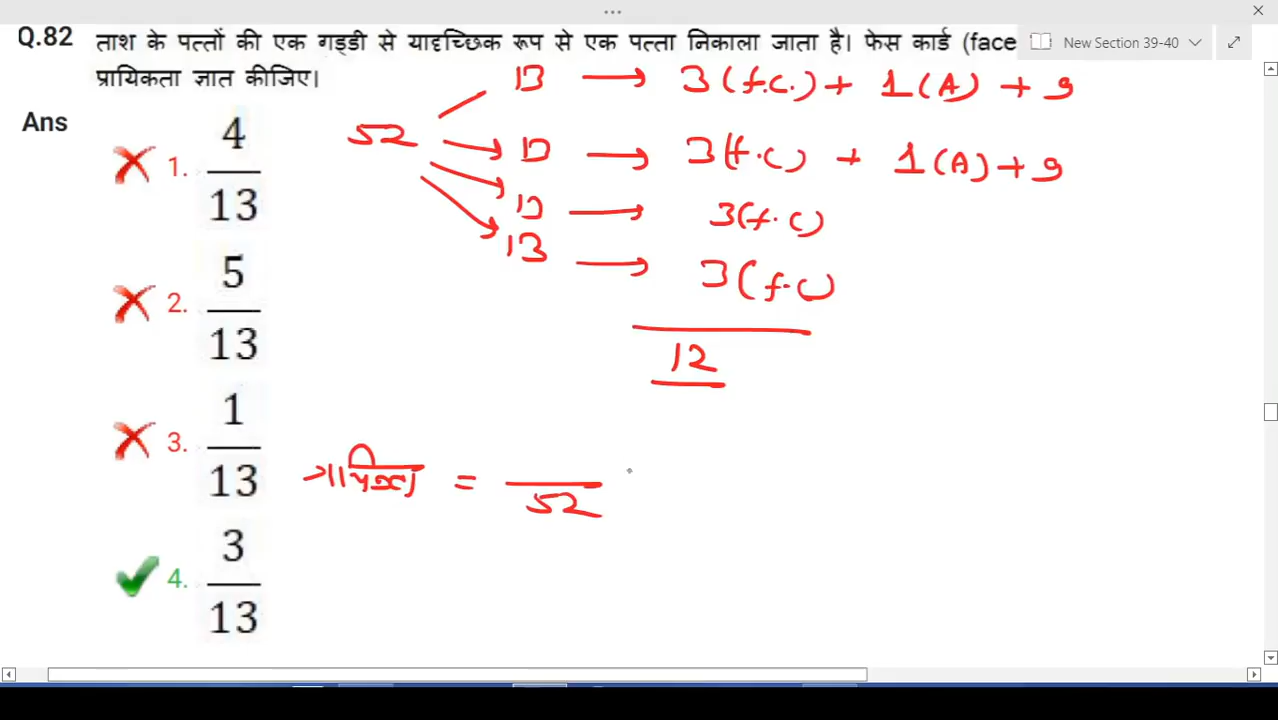 Q.82 ताश के पत्तों की एक गड्डी से यादृच्छिक रूप से एक पत्ता निकाला जाता है। फेस कार्ड (face
New Section 39-40
प्रायिकता ज्ञात कीजिए।
Ans
1. 4/13
2. 5/13
3. 1/13
4. 3/13
52
13 → 3(f.c.) + 1(A) + 9
13 → 3(f.c) + 1(A) + 9
13 → 3(f.c)
13 → 3(f.c)
12
= /52